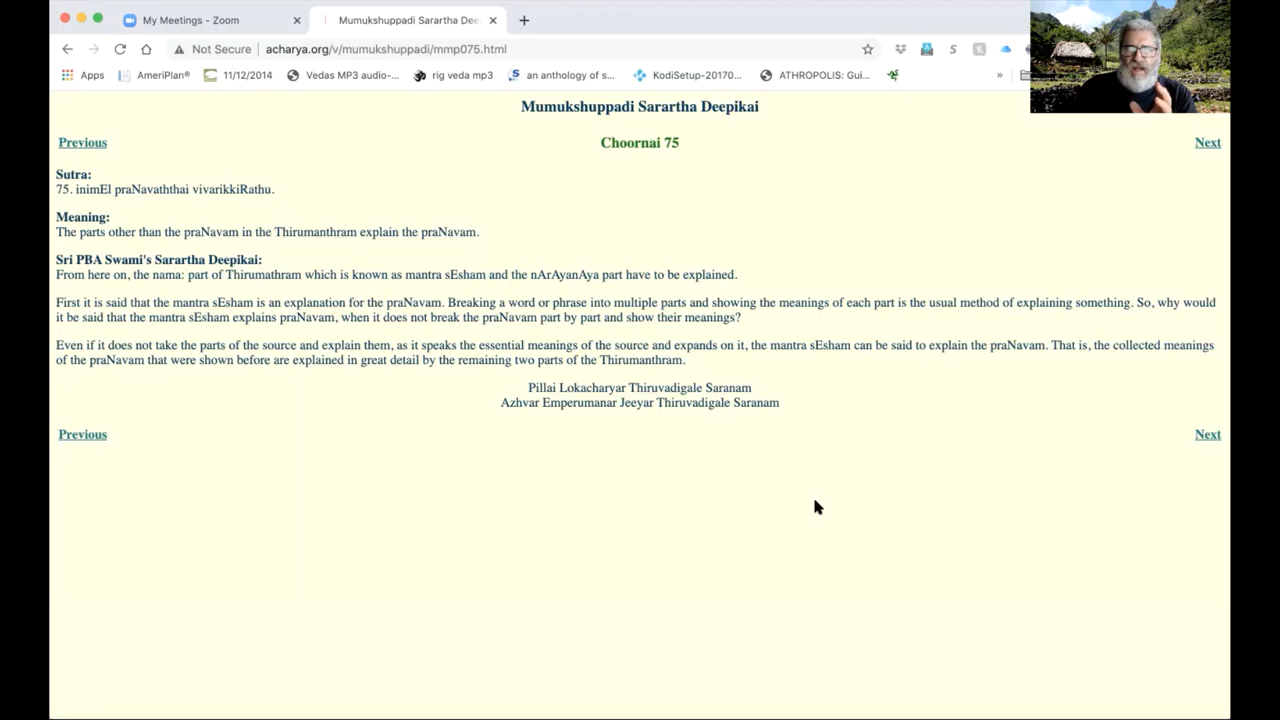 My Meetings - Zoom
Mumukshuppadi Sarartha Dee
Not Secure | acharya.org/v/mumukshuppadi/mmp075.html
Apps AmeriPlan® 11/12/2014 Vedas MP3 audio-... rig veda mp3 an anthology of s... KodiSetup-20170... ATHROPOLIS: Gui... »
Mumukshuppadi Sarartha Deepikai
Previous Choornai 75 Next
Sutra:
75. inimEl praNavaththai vivarikkiRathu.
Meaning:
The parts other than the praNavam in the Thirumanthram explain the praNavam.
Sri PBA Swami's Sarartha Deepikai:
From here on, the nama: part of Thirumathram which is known as mantra sEsham and the nArAyanAya part have to be explained.
First it is said that the mantra sEsham is an explanation for the praNavam. Breaking a word or phrase into multiple parts and showing the meanings of each part is the usual method of explaining something. So, why would
it be said that the mantra sEsham explains praNavam, when it does not break the praNavam part by part and show their meanings?
Even if it does not take the parts of the source and explain them, as it speaks the essential meanings of the source and expands on it, the mantra sEsham can be said to explain the praNavam. That is, the collected meanings
of the praNavam that were shown before are explained in great detail by the remaining two parts of the Thirumanthram.
Pillai Lokacharyar Thiruvadigale Saranam
Azhvar Emperumanar Jeeyar Thiruvadigale Saranam
Previous Next